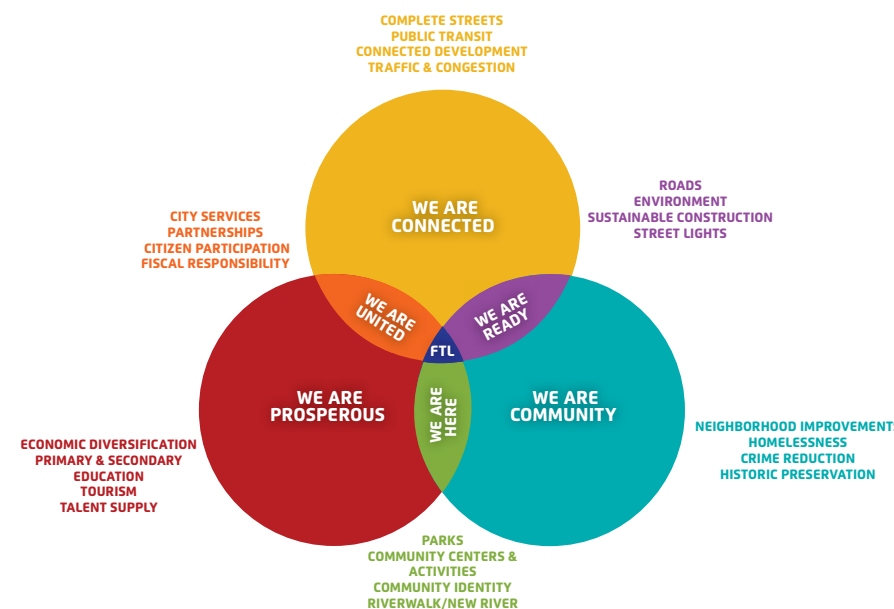 COMPLETE STREETS
PUBLIC TRANSIT
CONNECTED DEVELOPMENT
TRAFFIC & CONGESTION
WE ARE
CONNECTED
ROADS
ENVIRONMENT
SUSTAINABLE CONSTRUCTION
STREET LIGHTS
CITY SERVICES
PARTNERSHIPS
CITIZEN PARTICIPATION
FISCAL RESPONSIBILITY
WE ARE
UNITED
WE ARE
READY
FTL
WE ARE
PROSPEROUS
WE ARE
HERE
WE ARE
COMMUNITY
ECONOMIC DIVERSIFICATION
PRIMARY & SECONDARY
EDUCATION
TOURISM
TALENT SUPPLY
NEIGHBORHOOD IMPROVEMENTS
HOMELESSNESS
CRIME REDUCTION
HISTORIC PRESERVATION
PARKS
COMMUNITY CENTERS &
ACTIVITIES
COMMUNITY IDENTITY
RIVERWALK/NEW RIVER